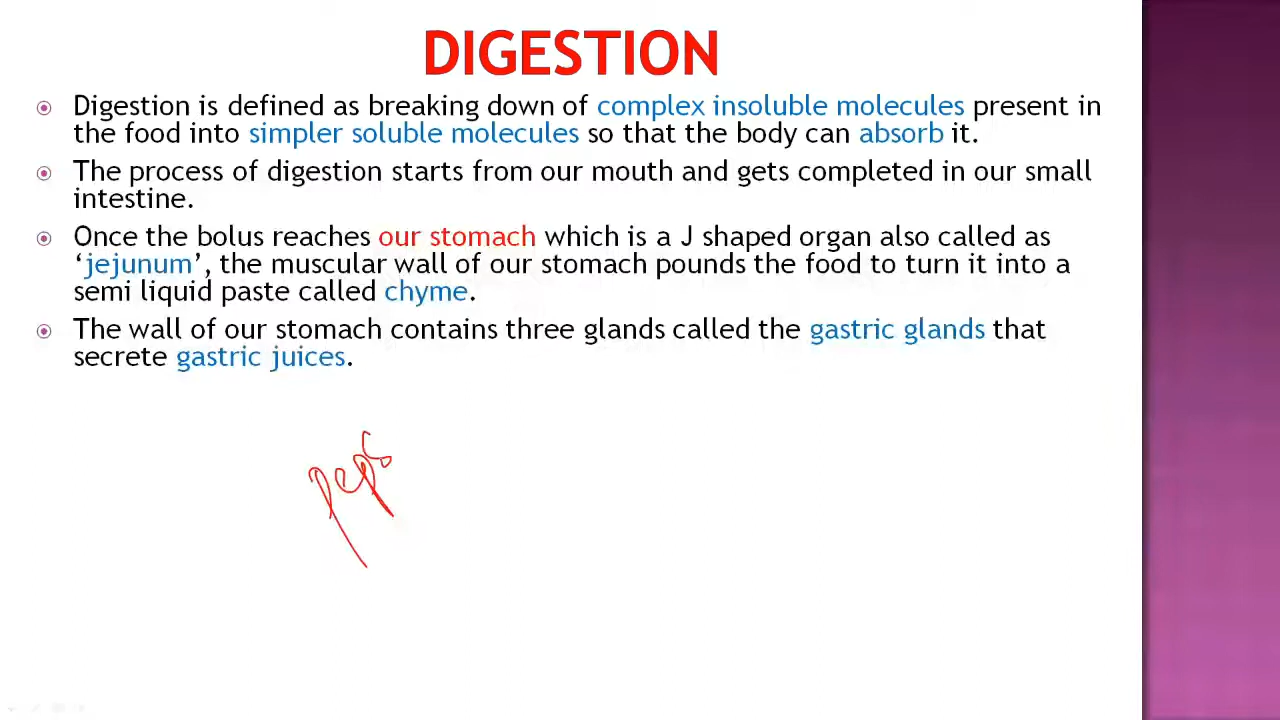 DIGESTION
Digestion is defined as breaking down of complex insoluble molecules present in
the food into simpler soluble molecules so that the body can absorb it.
The process of digestion starts from our mouth and gets completed in our small
intestine.
Once the bolus reaches our stomach which is a J shaped organ also called as
‘jejunum’, the muscular wall of our stomach pounds the food to turn it into a
semi liquid paste called chyme.
The wall of our stomach contains three glands called the gastric glands that
secrete gastric juices.